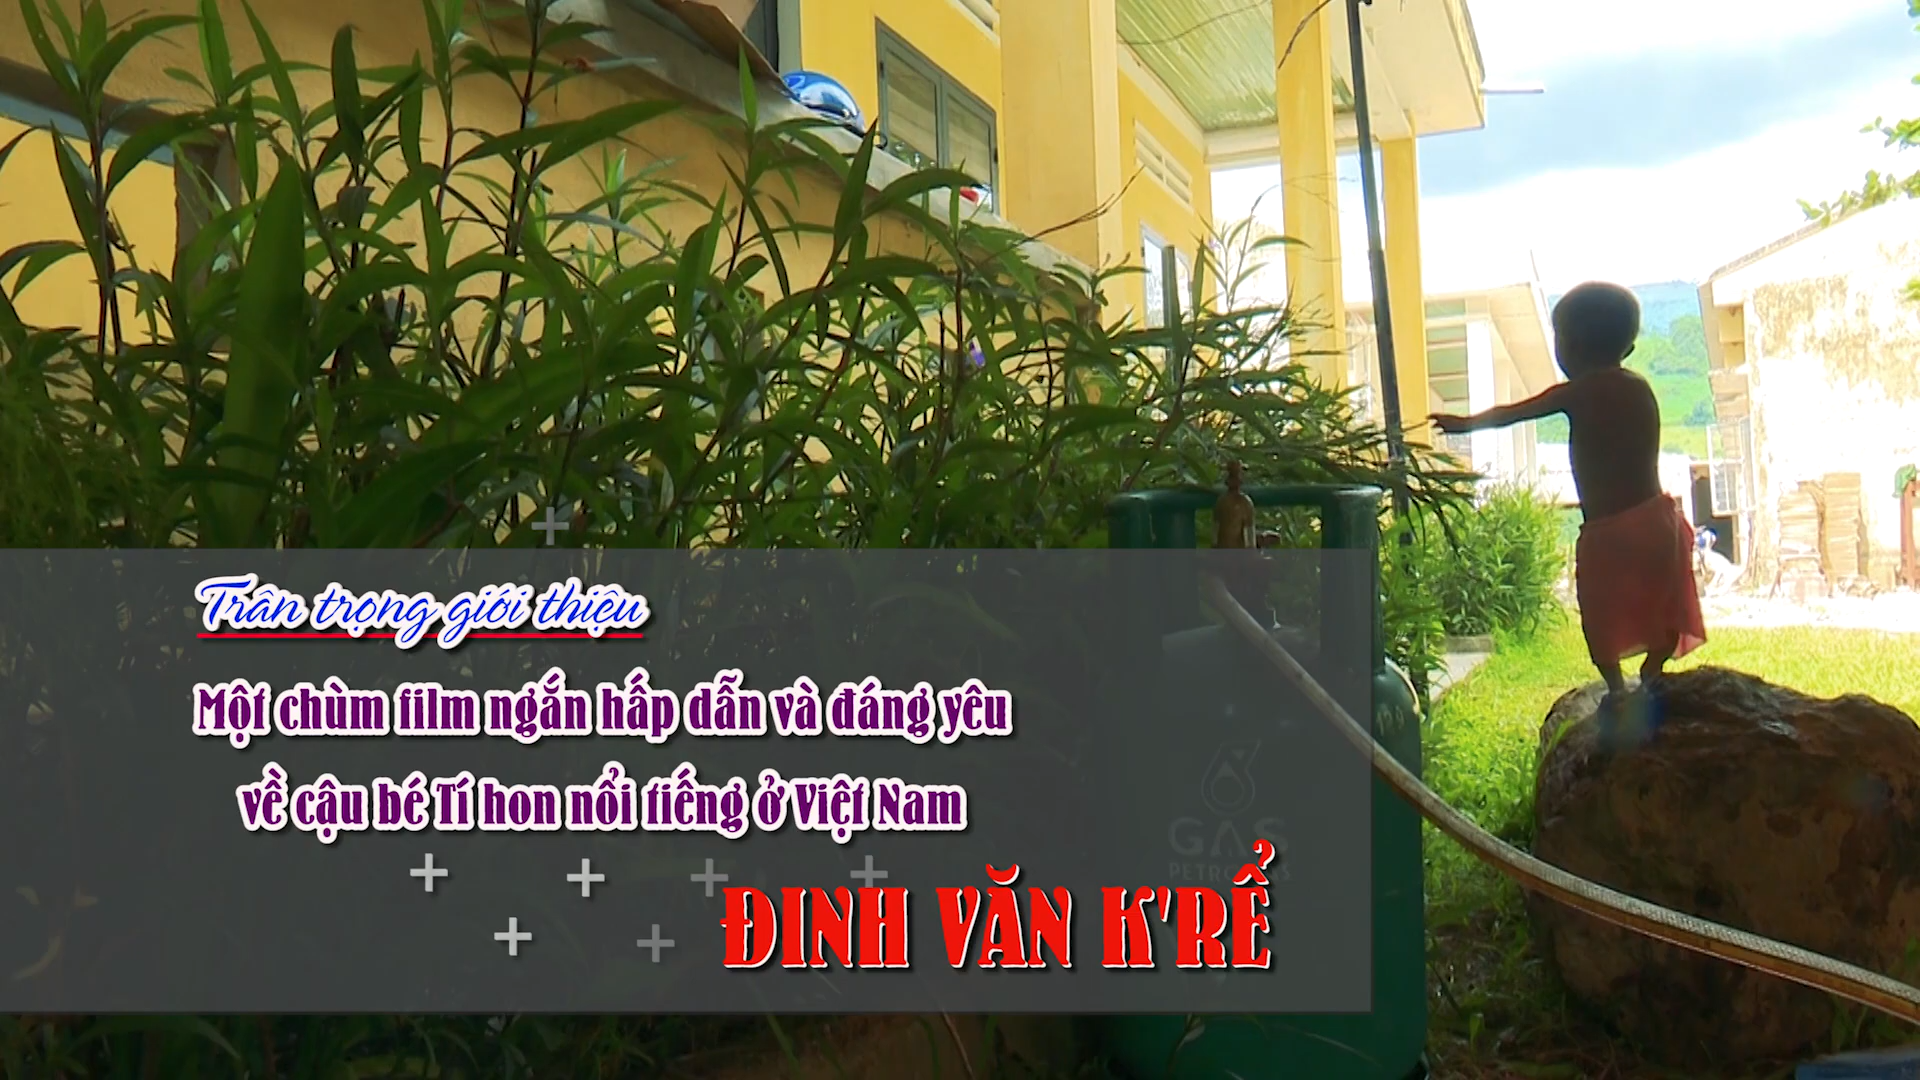 Trân trọng giới thiệu
Một chùm film ngắn hấp dẫn và đáng yêu
về cậu bé Tí hon nổi tiếng ở Việt Nam
GAS
ĐINH VĂN K'RỂ